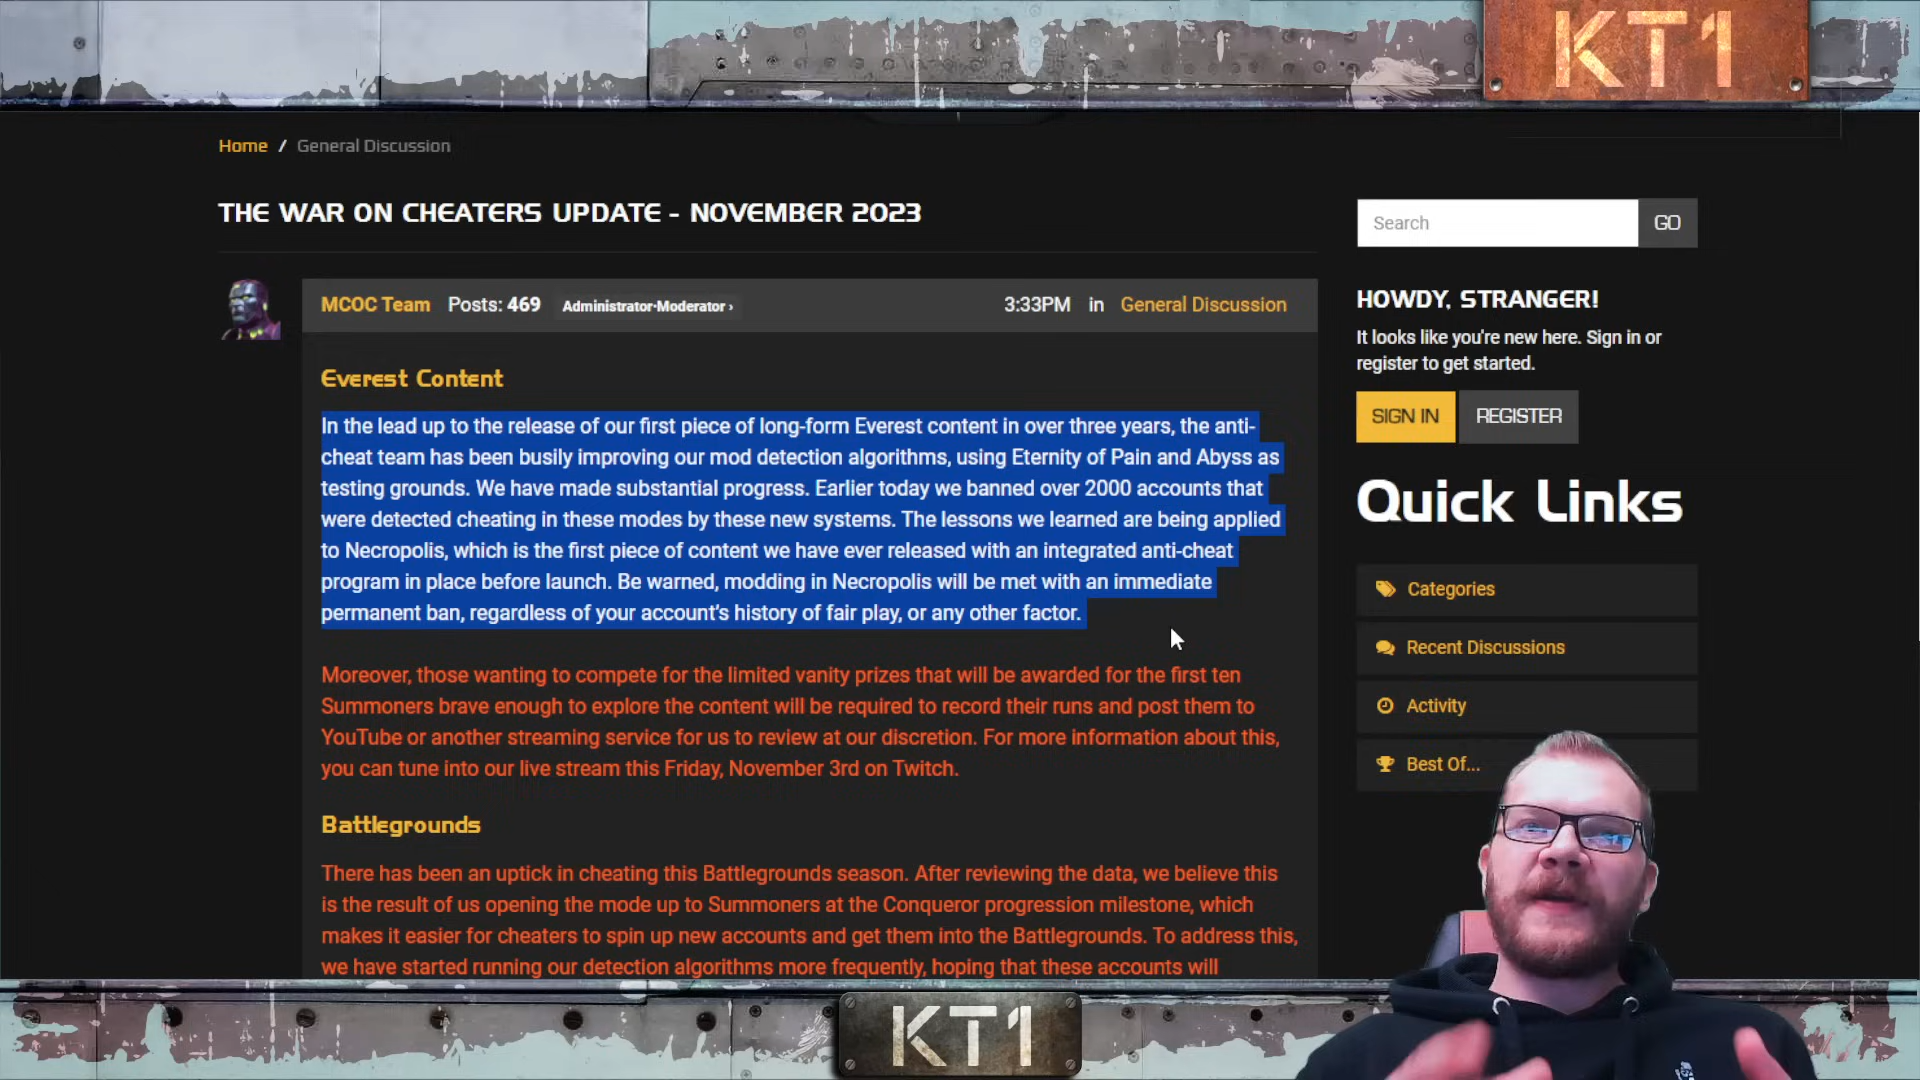 KT1
Home / General Discussion
THE WAR ON CHEATERS UPDATE - NOVEMBER 2023
Search
GO
MCOC Team Posts: 469 Administrator·Moderator › 3:33PM in General Discussion
HOWDY, STRANGER!
It looks like you're new here. Sign in or
register to get started.
SIGN IN
REGISTER
Everest Content
In the lead up to the release of our first piece of long-form Everest content in over three years, the anti-
cheat team has been busily improving our mod detection algorithms, using Eternity of Pain and Abyss as
testing grounds. We have made substantial progress. Earlier today we banned over 2000 accounts that
were detected cheating in these modes by these new systems. The lessons we learned are being applied
to Necropolis, which is the first piece of content we have ever released with an integrated anti-cheat
program in place before launch. Be warned, modding in Necropolis will be met with an immediate
permanent ban, regardless of your account's history of fair play, or any other factor.
Quick Links
Categories
Recent Discussions
Activity
Best Of...
Moreover, those wanting to compete for the limited vanity prizes that will be awarded for the first ten
Summoners brave enough to explore the content will be required to record their runs and post them to
YouTube or another streaming service for us to review at our discretion. For more information about this,
you can tune into our live stream this Friday, November 3rd on Twitch.
Battlegrounds
There has been an uptick in cheating this Battlegrounds season. After reviewing the data, we believe this
is the result of us opening the mode up to Summoners at the Conqueror progression milestone, which
makes it easier for cheaters to spin up new accounts and get them into the Battlegrounds. To address this,
we have started running our detection algorithms more frequently, hoping that these accounts will
KT1